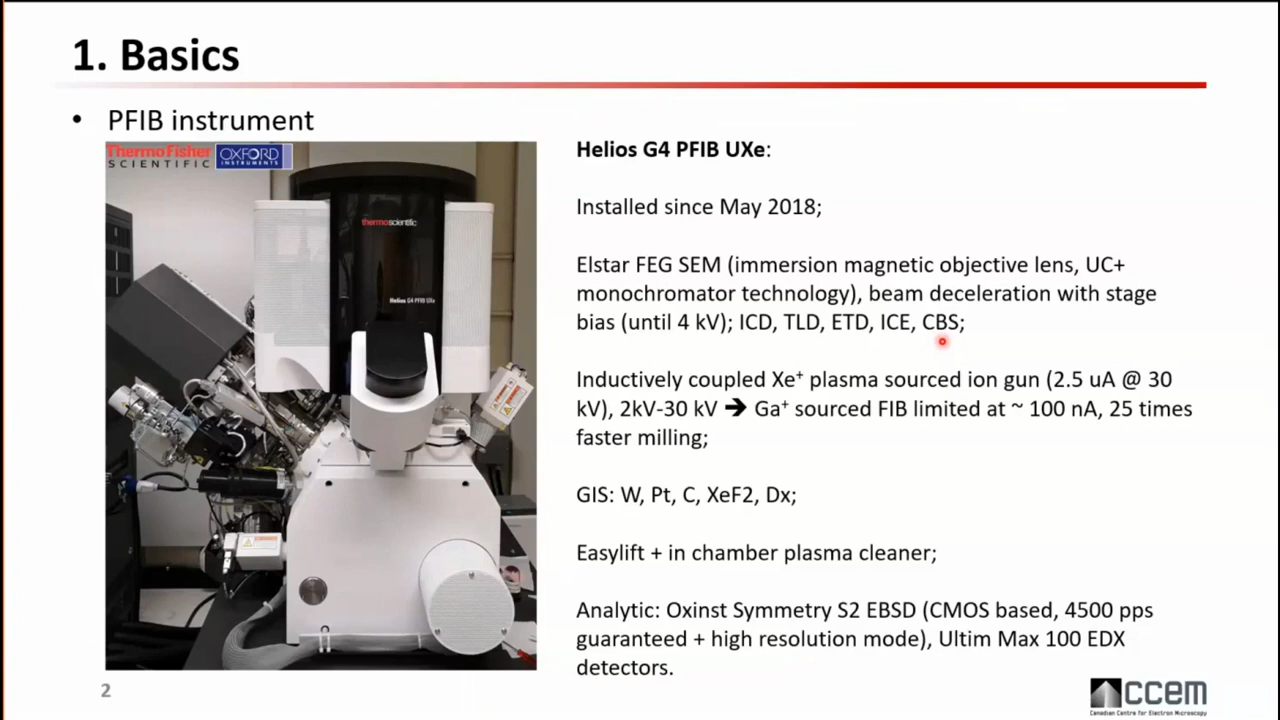 1. Basics
• PFIB instrument
ThermoFisher
SCIENTIFIC
OXFORD
INSTRUMENTS
thermoscientific
Helios G4 PFIB UXe
Helios G4 PFIB UXe:
Installed since May 2018;
Elstar FEG SEM (immersion magnetic objective lens, UC+
monochromator technology), beam deceleration with stage
bias (until 4 kV); ICD, TLD, ETD, ICE, CBS;
Inductively coupled Xe⁺ plasma sourced ion gun (2.5 uA @ 30
kV), 2kV-30 kV ➔ Ga⁺ sourced FIB limited at ~ 100 nA, 25 times
faster milling;
GIS: W, Pt, C, XeF2, Dx;
Easylift + in chamber plasma cleaner;
Analytic: Oxinst Symmetry S2 EBSD (CMOS based, 4500 pps
guaranteed + high resolution mode), Ultim Max 100 EDX
detectors.
2
ccem
Canadian Centre for Electron Microscopy